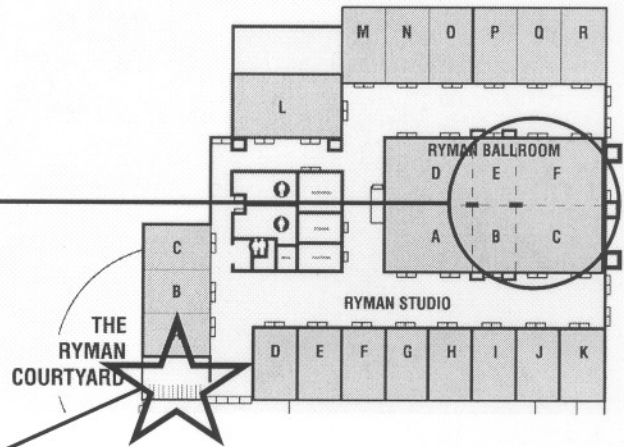 M N O P Q R
L
RYMAN BALLROOM
D E F
A B C
C
B
RYMAN STUDIO
THE
RYMAN
COURTYARD
D E F G H I J K